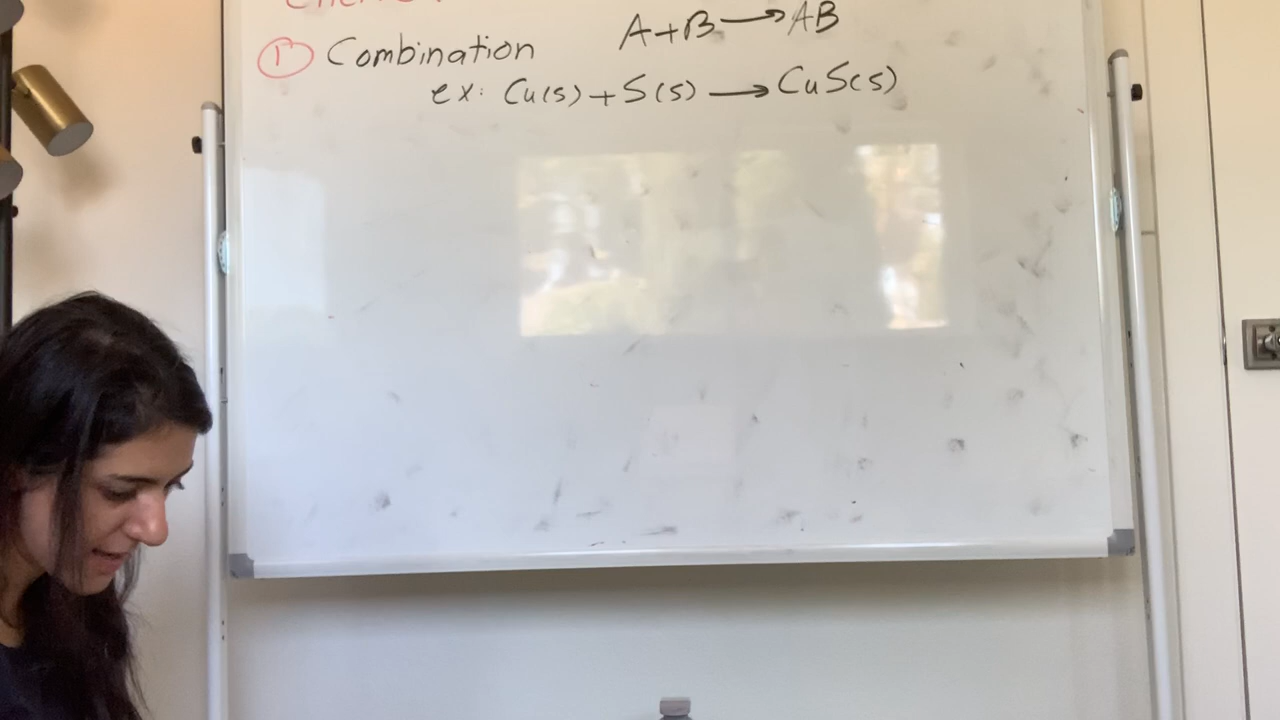 ① Combination A+B → AB
ex: Cu(s) + S(s) → CuS(s)